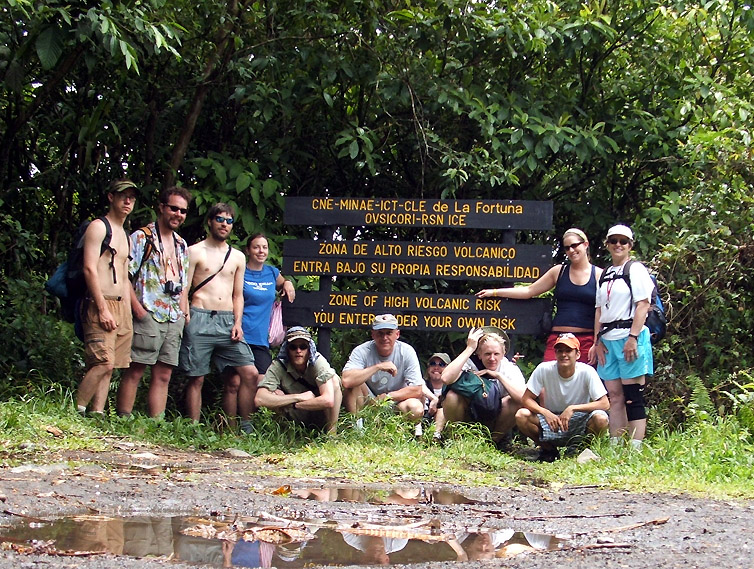 CNE-MINAE-ICT-CLE de La Fortuna
OVSICORI-RSN ICE
ZONA DE ALTO RIESGO VOLCANICO
ENTRA BAJO SU PROPIA RESPONSABILIDAD
ZONE OF HIGH VOLCANIC RISK
YOU ENTER UNDER YOUR OWN RISK